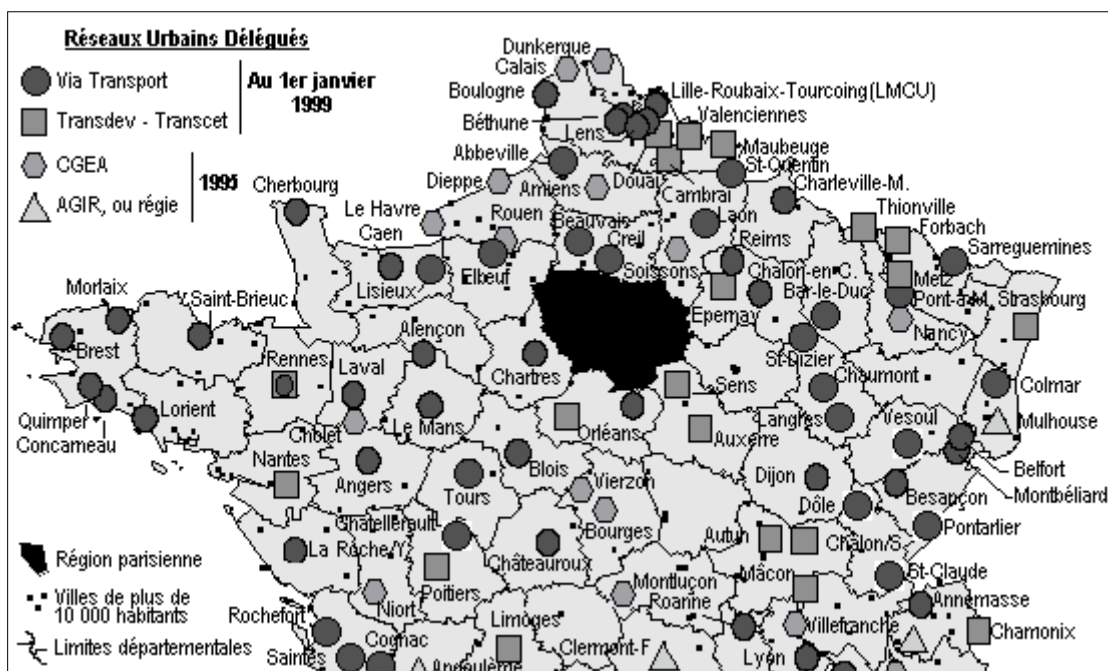 Réseaux Urbains Délégués
Via Transport
Transdev - Transcet
Au 1er janvier
1999
CGEA
AGIR, ou régie
1995
Dunkerque
Calais
Boulogne
Lille-Roubaix-Tourcoing(LMCU)
Béthune
Valenciennes
Lens
Maubeuge
Abbeville
St-Quentin
Dieppe
Amiens
Douai
Cambrai
Charleville-M.
Cherbourg
Thionville
Le Havre
Rouen
Beauvais
Laon
Forbach
Caen
Creil
Reims
Sarreguemines
Lisieux
Elbeuf
Soissons
Chalon-en-C.
Metz
Morlaix
Saint-Brieuc
Bar-le-Duc
Pont-à-M.
Strasbourg
Epernay
Nancy
Alençon
Brest
Rennes
Laval
Chartres
St-Dizier
Sens
Chaumont
Colmar
Quimper
Lorient
Langres
Vesoul
Mulhouse
Concarneau
Cholet
Le Mans
Orléans
Auxerre
Nantes
Blois
Vierzon
Dijon
Belfort
Angers
Tours
Besançon
Montbéliard
Dôle
Chatellerault
Bourges
Pontarlier
La Roche/Y.
Châteauroux
Autun
Chalon/S.
Région parisienne
Mâcon
St-Claude
Poitiers
Montluçon
Villes de plus de
10 000 habitants
Niort
Roanne
Annemasse
Rochefort
Limoges
Villefranche
Chamonix
Limites départementales
Cognac
Clermont-F
Saintes
Angoulème
Lyon